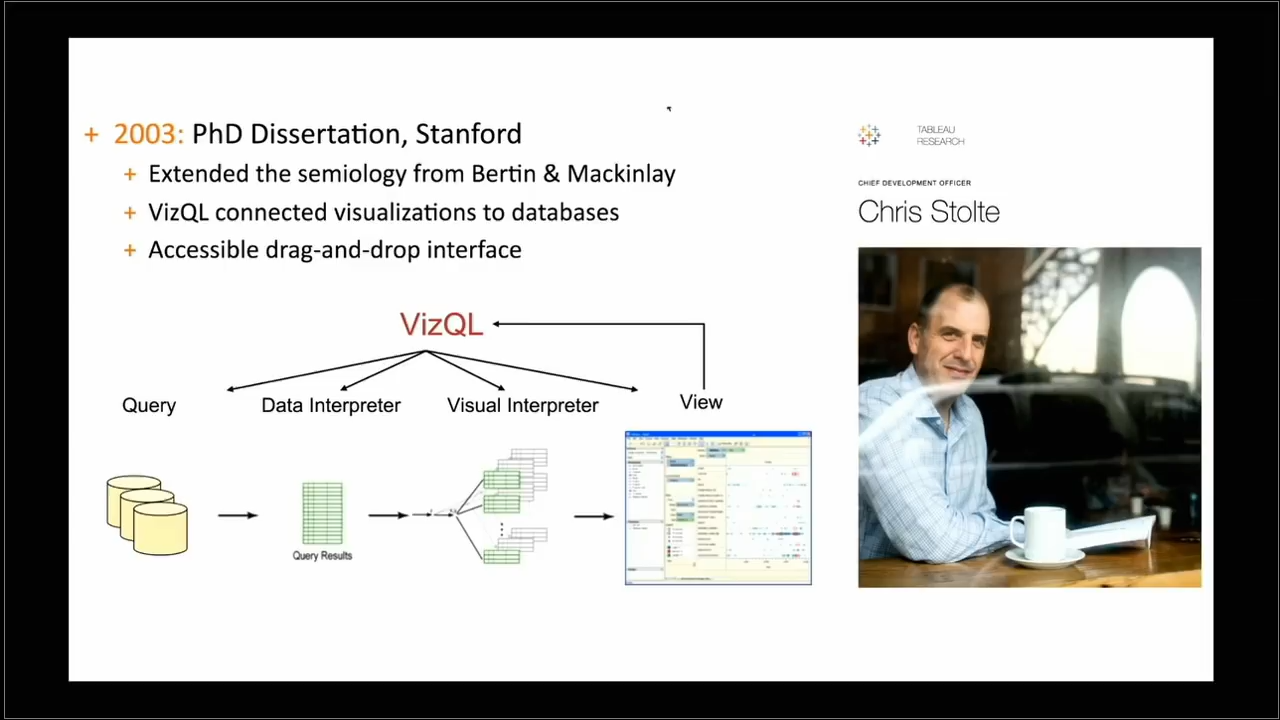 + 2003: PhD Dissertation, Stanford
+ Extended the semiology from Bertin & Mackinlay
+ VizQL connected visualizations to databases
+ Accessible drag-and-drop interface
VizQL
Query
Data Interpreter
Visual Interpreter
View
Query Results
TABLEAU
RESEARCH
CHIEF DEVELOPMENT OFFICER
Chris Stolte